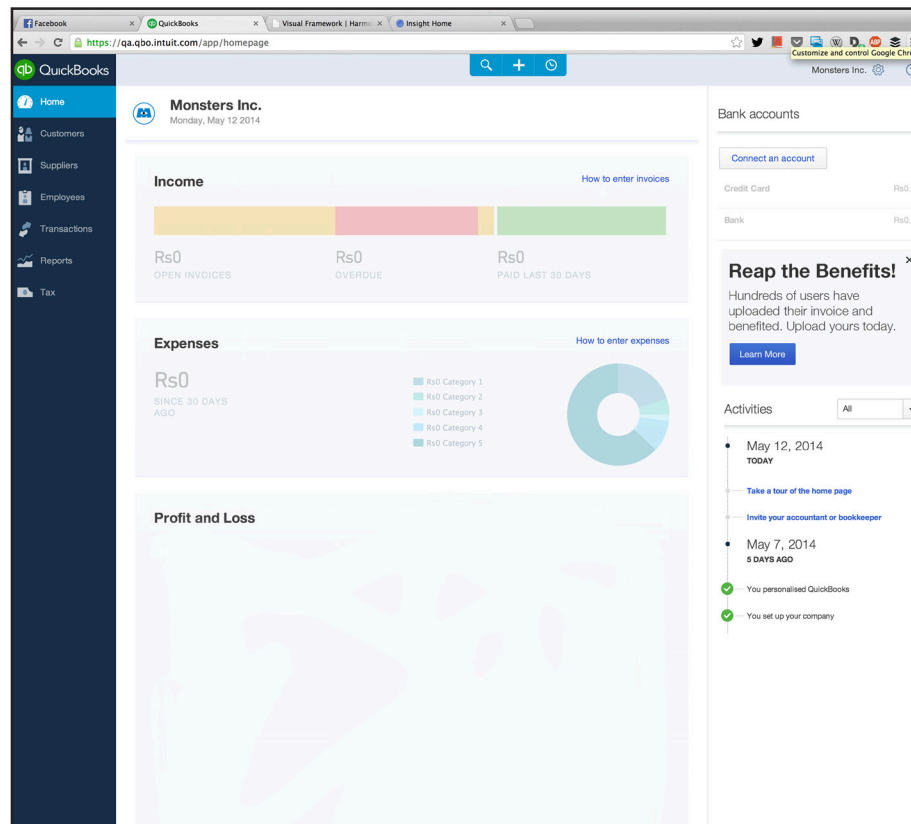 Facebook
QuickBooks
Visual Framework | Harm
Insight Home
https://qa.qbo.intuit.com/app/homepage
Customize and control Google Chr
QuickBooks
Monsters Inc.
Home
Customers
Suppliers
Employees
Transactions
Reports
Tax
Monsters Inc.
Monday, May 12 2014
Income
How to enter invoices
Rs0
OPEN INVOICES
Rs0
OVERDUE
Rs0
PAID LAST 30 DAYS
Expenses
How to enter expenses
Rs0
SINCE 30 DAYS
AGO
Rs0 Category 1
Rs0 Category 2
Rs0 Category 3
Rs0 Category 4
Rs0 Category 5
Profit and Loss
Bank accounts
Connect an account
Credit Card Rs0.
Bank Rs0.
Reap the Benefits!
Hundreds of users have
uploaded their invoice and
benefited. Upload yours today.
Learn More
Activities
All
May 12, 2014
TODAY
Take a tour of the home page
Invite your accountant or bookkeeper
May 7, 2014
5 DAYS AGO
You personalised QuickBooks
You set up your company